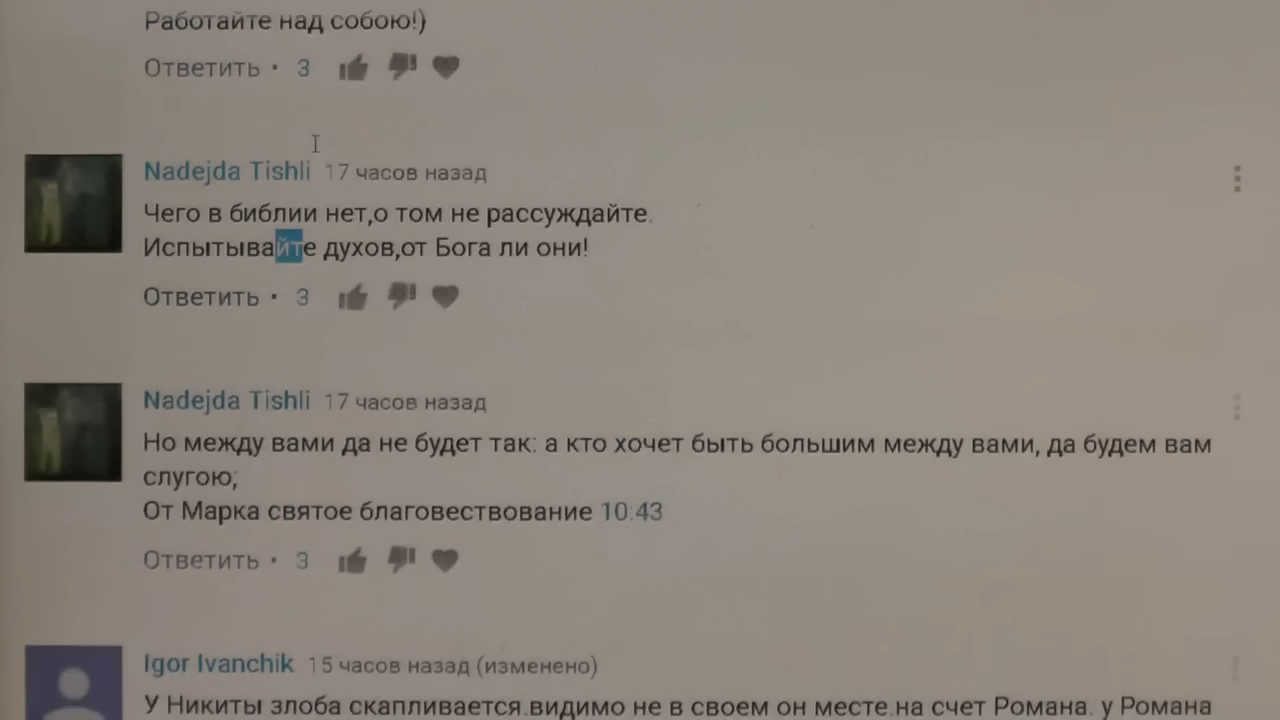 Работайте над собою!)
Ответить · 3
Nadejda Tishli 17 часов назад
Чего в библии нет,о том не рассуждайте.
Испытывайте духов,от Бога ли они!
Ответить · 3
Nadejda Tishli 17 часов назад
Но между вами да не будет так: а кто хочет быть большим между вами, да будем вам
слугою;
От Марка святое благовествование 10:43
Ответить · 3
Igor Ivanchik 15 часов назад (изменено)
У Никиты злоба скапливается.видимо не в своем он месте.на счет Романа. у Романа